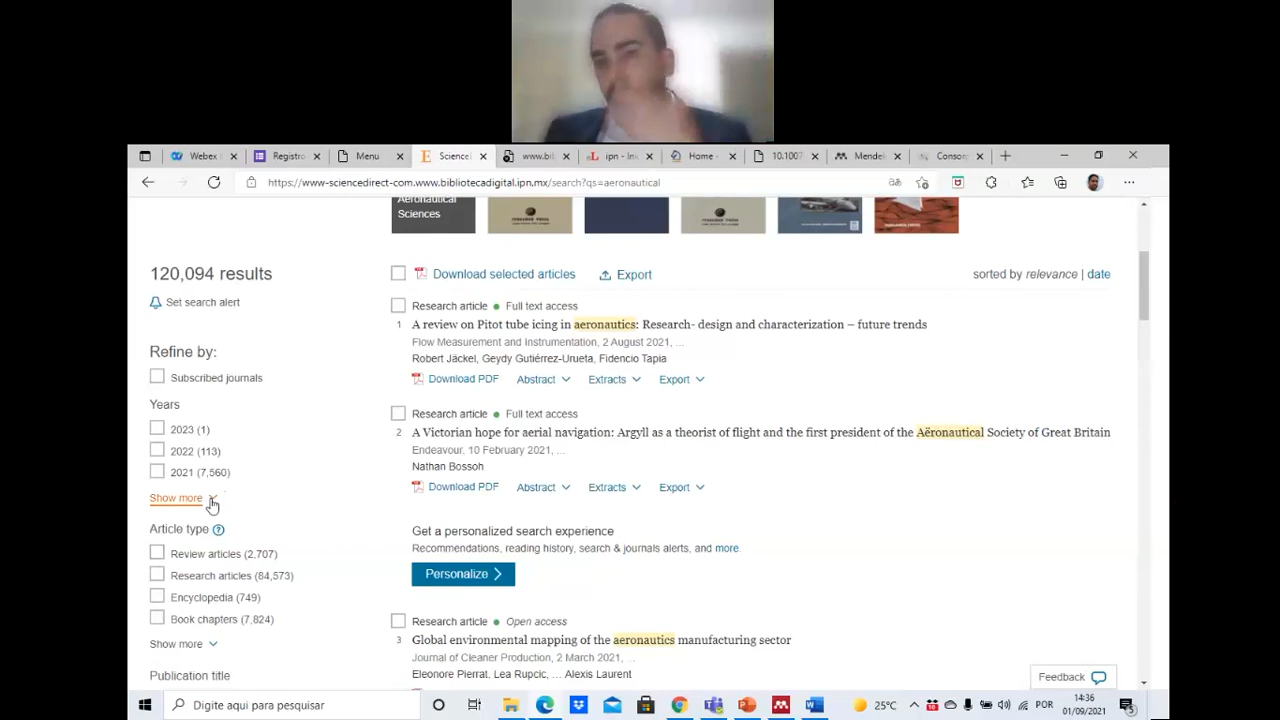 Webex
Registro
Menu
Science
www.bibl
ipn - In
Home -
10.1007
Mendel
Consorc
https://www-sciencedirect-com.www.bibliotecadigital.ipn.mx/search?qs=aeronautical
Aeronautical
Sciences
120,094 results
Set search alert
Download selected articles
Export
sorted by relevance | date
Refine by:
Subscribed journals
Years
2023 (1)
2022 (113)
2021 (7,560)
Show more
Article type
Review articles (2,707)
Research articles (84,573)
Encyclopedia (749)
Book chapters (7,824)
Show more
Publication title
Research article Full text access
1 A review on Pitot tube icing in aeronautics: Research- design and characterization – future trends
Flow Measurement and Instrumentation, 2 August 2021, ...
Robert Jäckel, Geydy Gutiérrez-Urueta, Fidencio Tapia
Download PDF Abstract Extracts Export
Research article Full text access
2 A Victorian hope for aerial navigation: Argyll as a theorist of flight and the first president of the Aëronautical Society of Great Britain
Endeavour, 10 February 2021, ...
Nathan Bossoh
Download PDF Abstract Extracts Export
Get a personalized search experience
Recommendations, reading history, search & journals alerts, and more.
Personalize
Research article Open access
3 Global environmental mapping of the aeronautics manufacturing sector
Journal of Cleaner Production, 2 March 2021, ...
Eleonore Pierrat, Lea Rupcic, ... Alexis Laurent
Feedback
Digite aqui para pesquisar
25°C
POR
14:36
01/09/2021